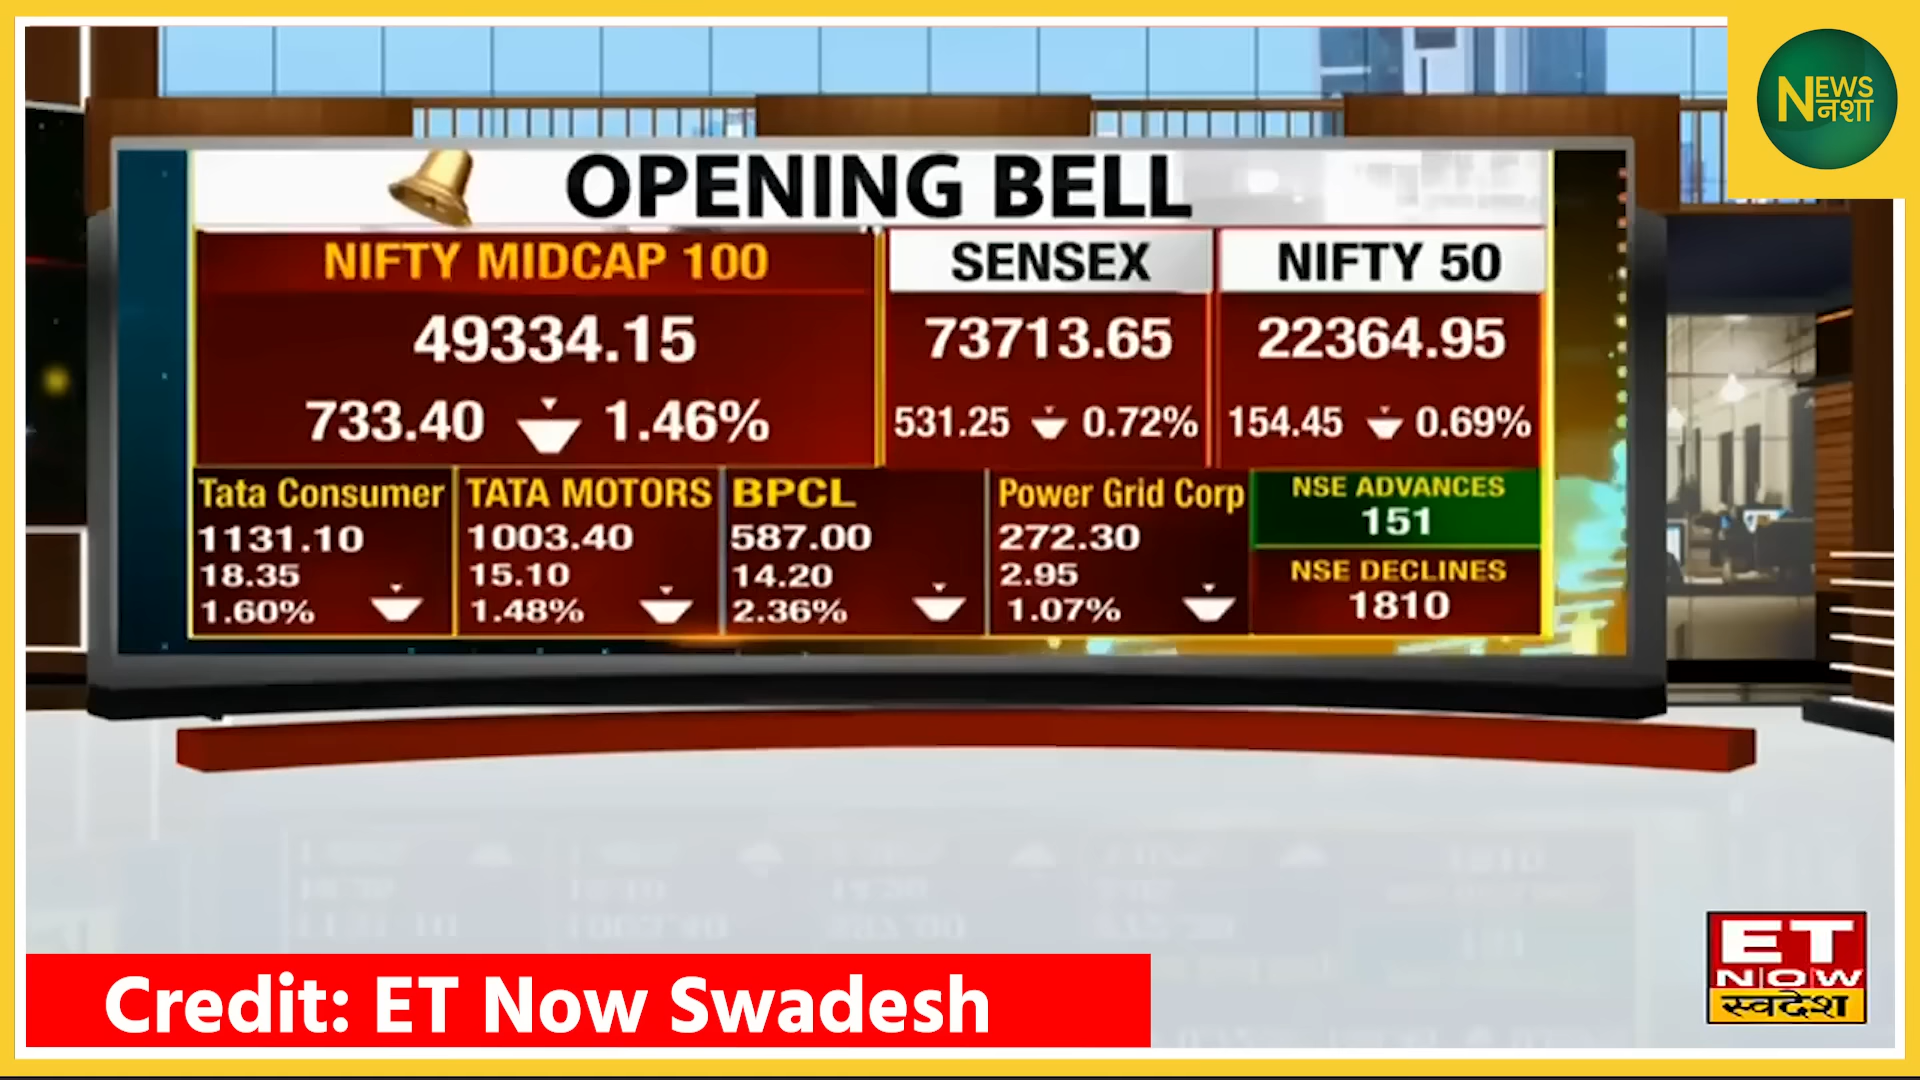 NEWS
नशा
OPENING BELL
NIFTY MIDCAP 100
49334.15
733.40 1.46%
SENSEX
73713.65
531.25 0.72%
NIFTY 50
22364.95
154.45 0.69%
Tata Consumer
1131.10
18.35
1.60%
TATA MOTORS
1003.40
15.10
1.48%
BPCL
587.00
14.20
2.36%
Power Grid Corp
272.30
2.95
1.07%
NSE ADVANCES
151
NSE DECLINES
1810
ET
NOW
स्वदेश
Credit: ET Now Swadesh